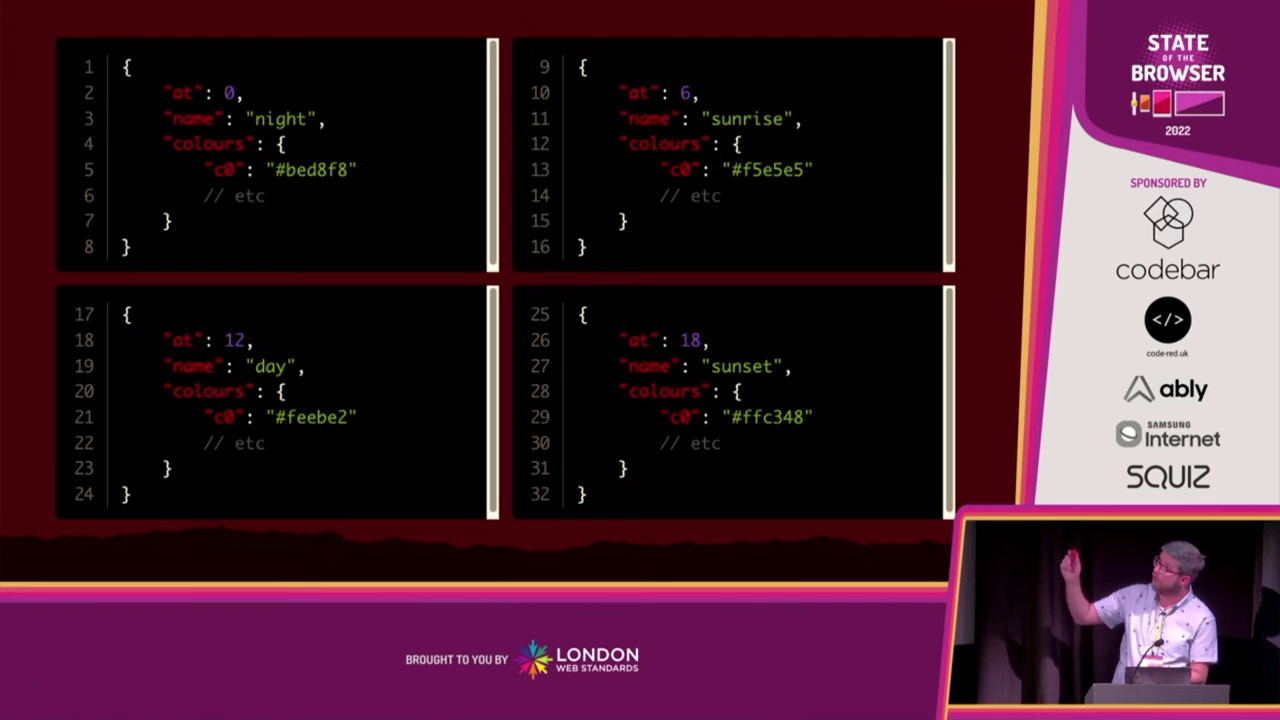 1 {
2 "at": 0,
3 "name": "night",
4 "colours": {
5 "c0": "#bed8f8"
6 // etc
7 }
8 }
9 {
10 "at": 6,
11 "name": "sunrise",
12 "colours": {
13 "c0": "#f5e5e5"
14 // etc
15 }
16 }
17 {
18 "at": 12,
19 "name": "day",
20 "colours": {
21 "c0": "#feebe2"
22 // etc
23 }
24 }
25 {
26 "at": 18,
27 "name": "sunset",
28 "colours": {
29 "c0": "#ffc348"
30 // etc
31 }
32 }
STATE
OF THE
BROWSER
2022
SPONSORED BY
codebar
</>
code-red.uk
ably
SAMSUNG
Internet
SQUIZ
BROUGHT TO YOU BY
LONDON
WEB STANDARDS